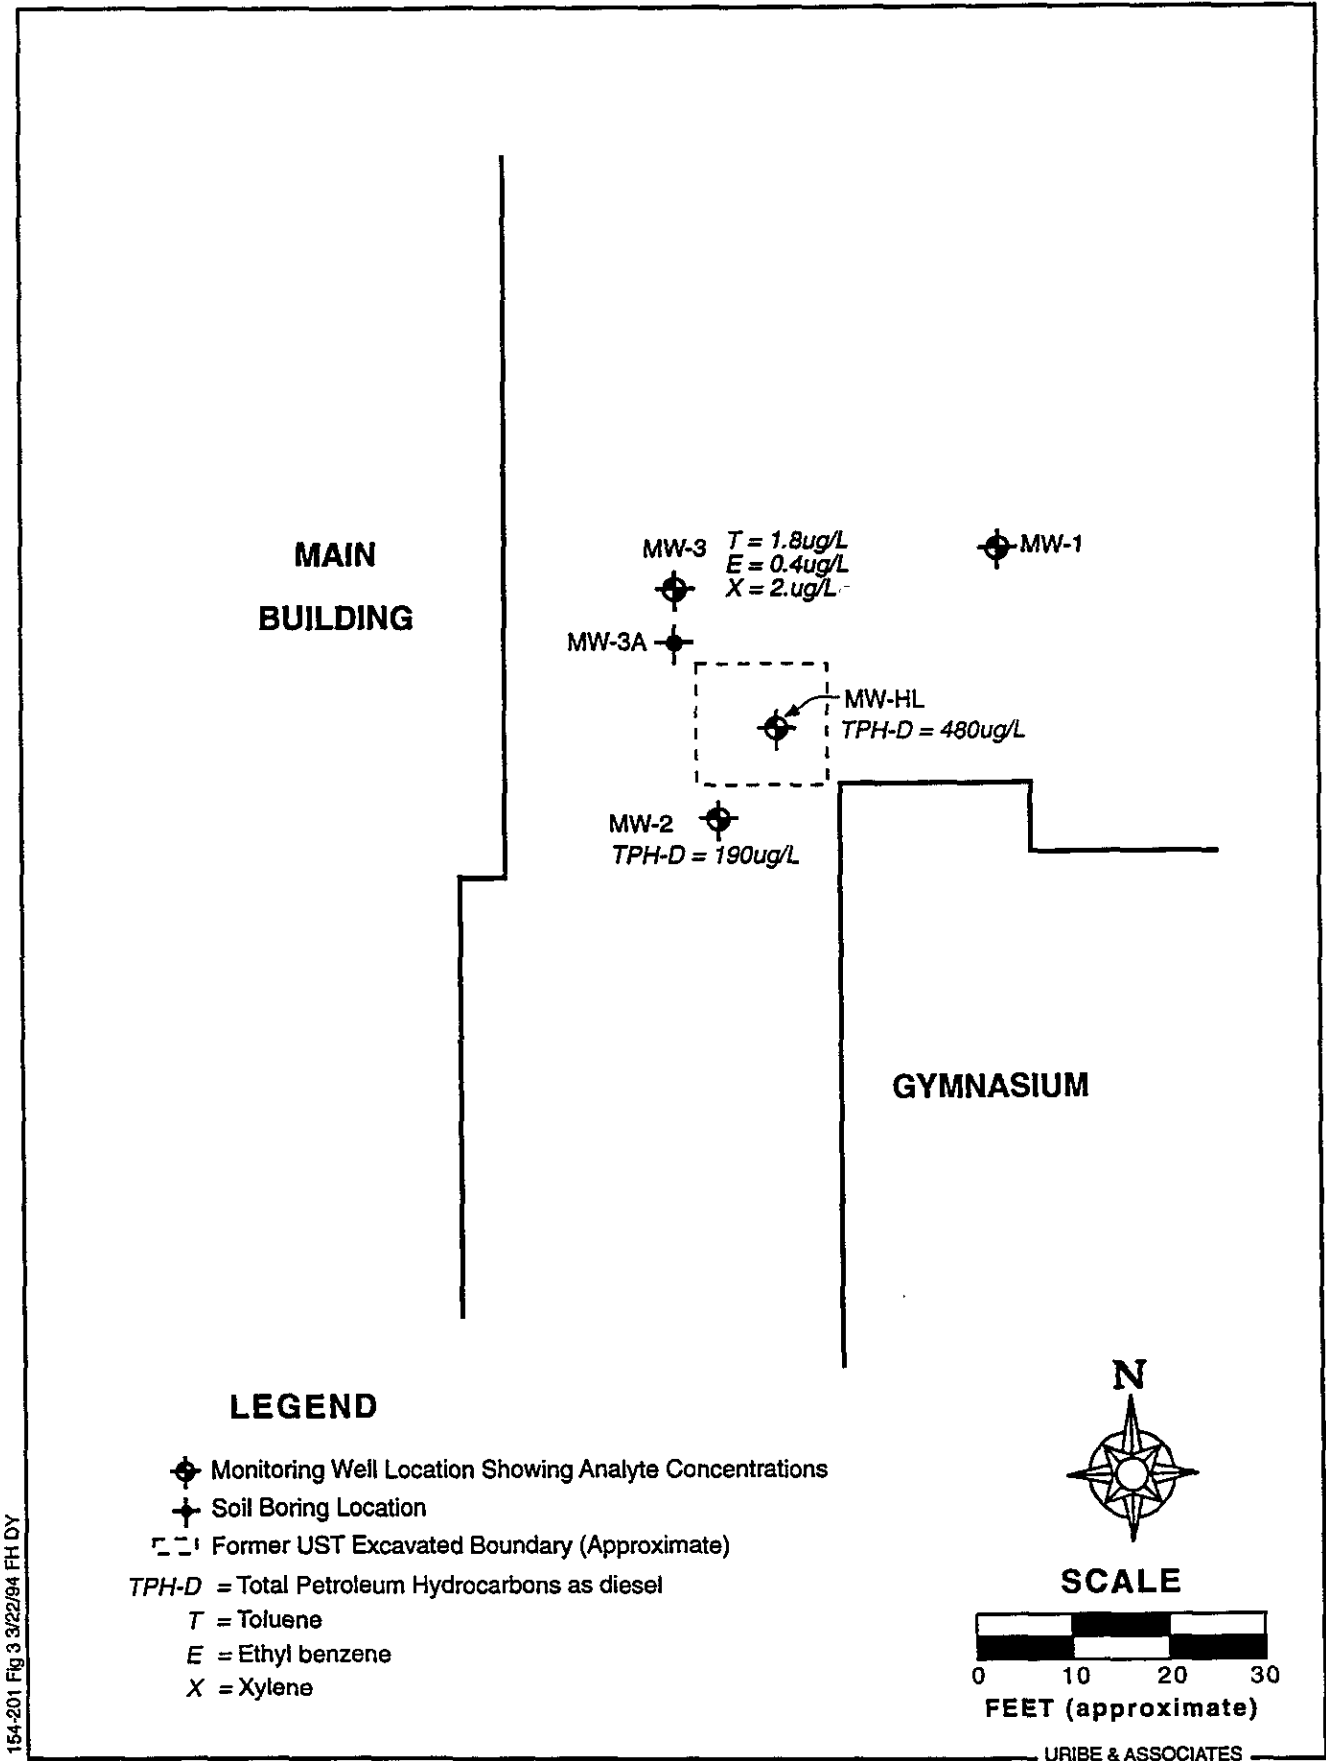 MAIN
BUILDING
MW-3
T = 1.8ug/L
E = 0.4ug/L
X = 2.ug/L
MW-1
MW-3A
MW-HL
TPH-D = 480ug/L
MW-2
TPH-D = 190ug/L
GYMNASIUM
LEGEND
Monitoring Well Location Showing Analyte Concentrations
Soil Boring Location
Former UST Excavated Boundary (Approximate)
TPH-D = Total Petroleum Hydrocarbons as diesel
T = Toluene
E = Ethyl benzene
X = Xylene
N
SCALE
0 10 20 30
FEET (approximate)
154-201 Fig 3 3/22/94 FH DY
URIBE & ASSOCIATES